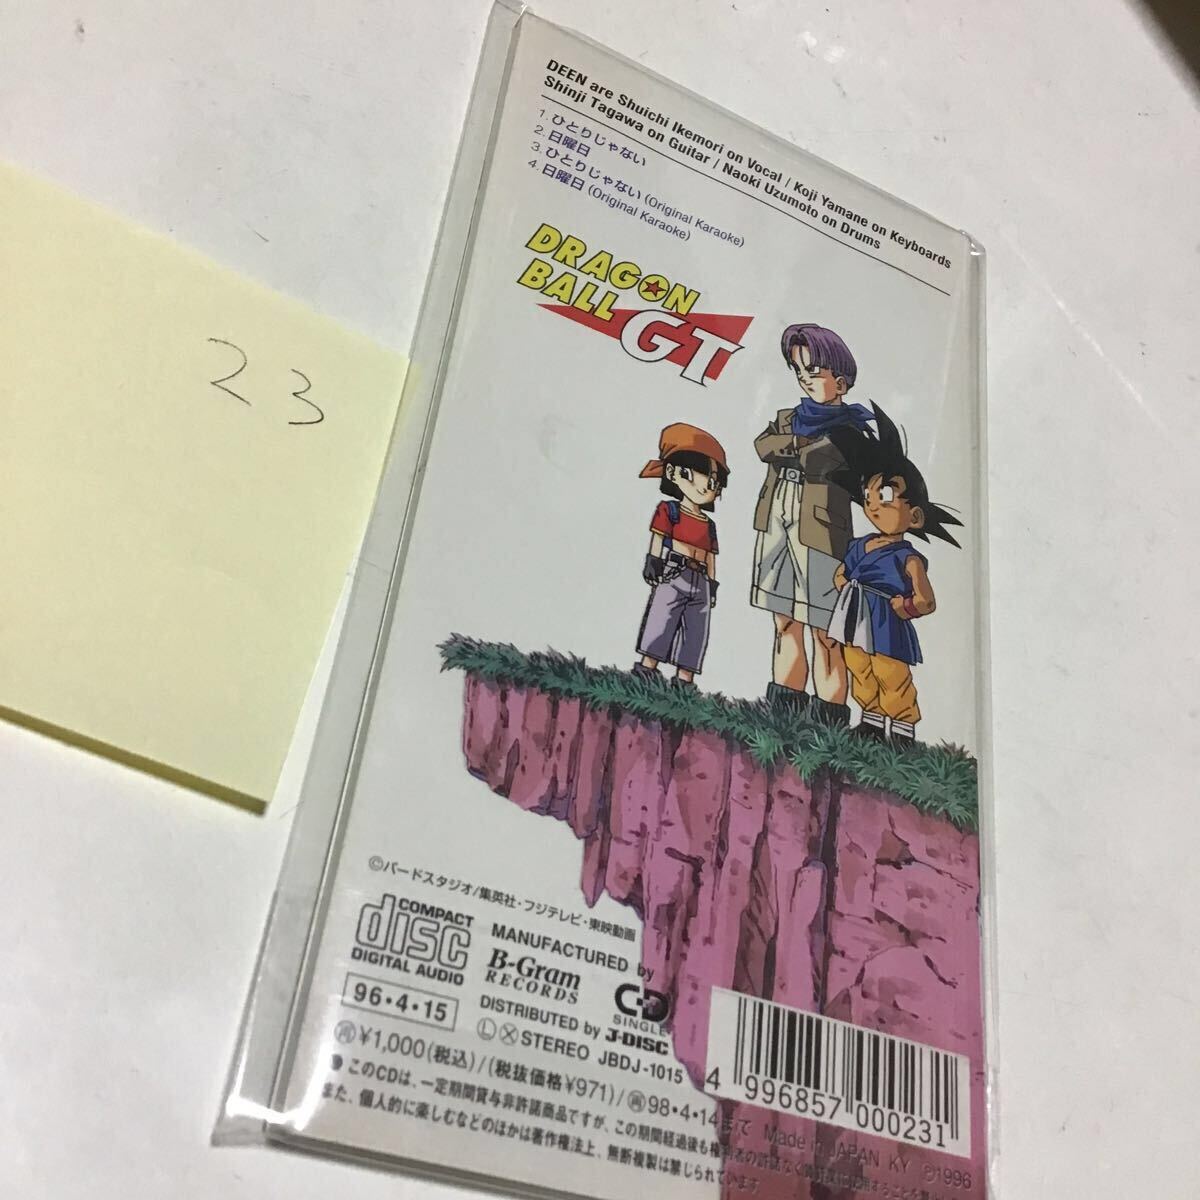 23
DEEN are Shuichi Ikemori on Vocal / Koji Yamane on Keyboards
Shinji Tagawa on Guitar / Naoki Uzumoto on Drums
1. ひとりじゃない
2. 日曜日
3. ひとりじゃない (Original Karaoke)
4. 日曜日 (Original Karaoke)
DRAGON
BALL GT
©バードスタジオ/集英社・フジテレビ・東映動画
COMPACT
disc
DIGITAL AUDIO
MANUFACTURED by
B-Gram
RECORDS
CD
SINGLE
96・4・15
DISTRIBUTED by J-DISC
Ⓛ Ⓧ STEREO JBDJ-1015
㊢¥1,000(税込)/(税抜価格¥971)/㊢98・4・14まで
Made in JAPAN KY ℗1996
●このCDは、一定期間貸与非許諾商品ですが、この期間経過後も権利者の許諾なく
また、個人的に楽しむなどのほかは著作権法上、無断複製は禁じられています
4 996857 000231